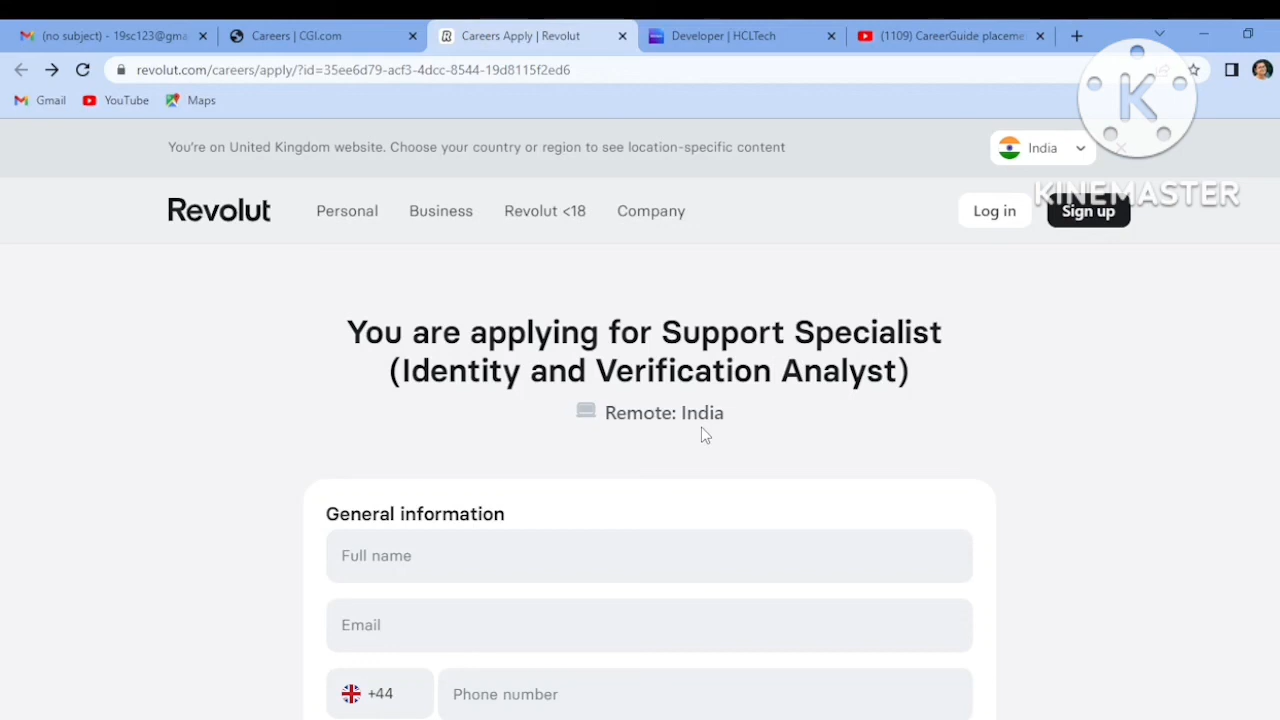 (no subject) - 19sc123@gma
Careers | CGI.com
Careers Apply | Revolut
Developer | HCLTech
(1109) CareerGuide placeme
revolut.com/careers/apply/?id=35ee6d79-acf3-4dcc-8544-19d8115f2ed6
Gmail
YouTube
Maps
K
KINEMASTER
You're on United Kingdom website. Choose your country or region to see location-specific content
India
Revolut
Personal
Business
Revolut <18
Company
Log in
Sign up
You are applying for Support Specialist
(Identity and Verification Analyst)
Remote: India
General information
Full name
Email
+44
Phone number